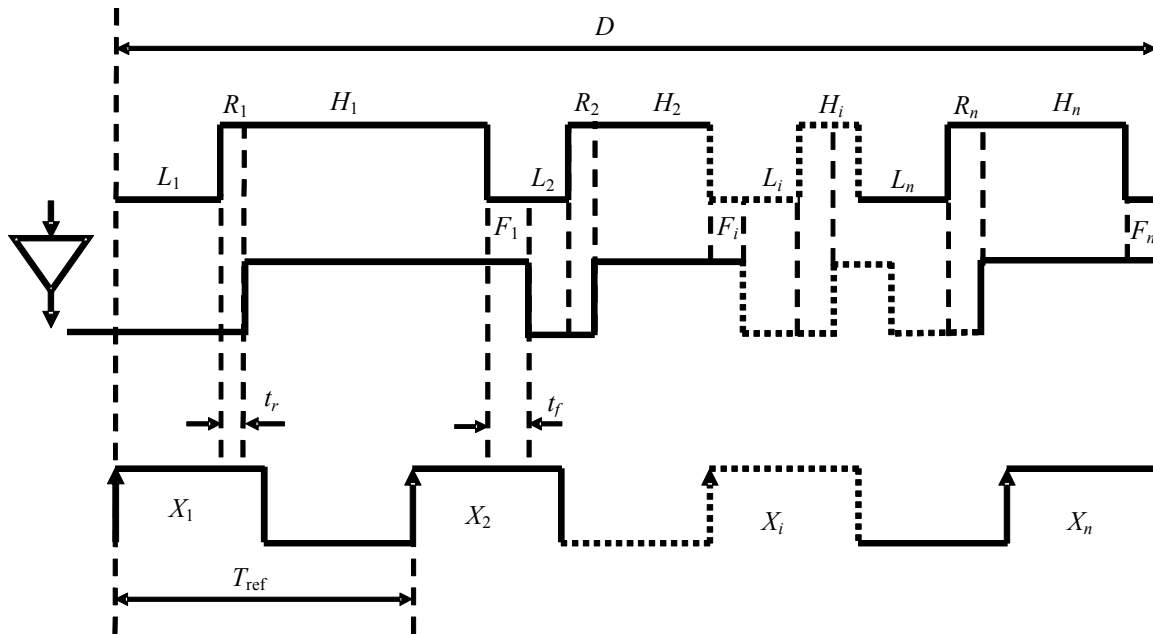 D
R1 H1 R2 H2 Hi Rn Hn
L1 L2 Li Ln
F1 Fi Fn
tr tf
X1 X2 Xi Xn
Tref